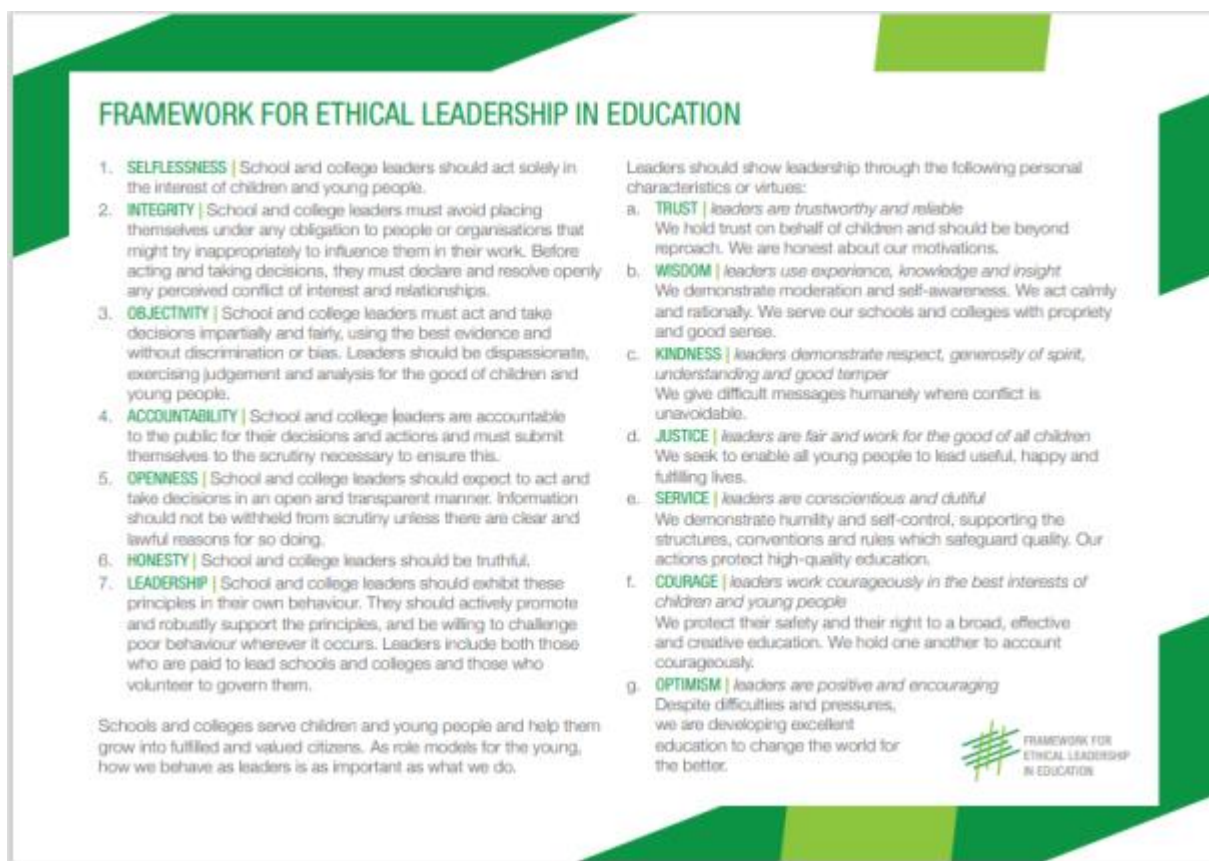 FRAMEWORK FOR ETHICAL LEADERSHIP IN EDUCATION
1. SELFLESSNESS | School and college leaders should act solely in
the interest of children and young people.
2. INTEGRITY | School and college leaders must avoid placing
themselves under any obligation to people or organisations that
might try inappropriately to influence them in their work. Before
acting and taking decisions, they must declare and resolve openly
any perceived conflict of interest and relationships.
3. OBJECTIVITY | School and college leaders must act and take
decisions impartially and fairly, using the best evidence and
without discrimination or bias. Leaders should be dispassionate,
exercising judgement and analysis for the good of children and
young people.
4. ACCOUNTABILITY | School and college leaders are accountable
to the public for their decisions and actions and must submit
themselves to the scrutiny necessary to ensure this.
5. OPENNESS | School and college leaders should expect to act and
take decisions in an open and transparent manner. Information
should not be withheld from scrutiny unless there are clear and
lawful reasons for so doing.
6. HONESTY | School and college leaders should be truthful.
7. LEADERSHIP | School and college leaders should exhibit these
principles in their own behaviour. They should actively promote
and robustly support the principles, and be willing to challenge
poor behaviour wherever it occurs. Leaders include both those
who are paid to lead schools and colleges and those who
volunteer to govern them.
Schools and colleges serve children and young people and help them
grow into fulfilled and valued citizens. As role models for the young,
how we behave as leaders is as important as what we do.
Leaders should show leadership through the following personal
characteristics or virtues:
a. TRUST | leaders are trustworthy and reliable
We hold trust on behalf of children and should be beyond
reproach. We are honest about our motivations.
b. WISDOM | leaders use experience, knowledge and insight
We demonstrate moderation and self-awareness. We act calmly
and rationally. We serve our schools and colleges with propriety
and good sense.
c. KINDNESS | leaders demonstrate respect, generosity of spirit,
understanding and good temper
We give difficult messages humanely where conflict is
unavoidable.
d. JUSTICE | leaders are fair and work for the good of all children
We seek to enable all young people to lead useful, happy and
fulfilling lives.
e. SERVICE | leaders are conscientious and dutiful
We demonstrate humility and self-control, supporting the
structures, conventions and rules which safeguard quality. Our
actions protect high-quality education.
f. COURAGE | leaders work courageously in the best interests of
children and young people
We protect their safety and their right to a broad, effective
and creative education. We hold one another to account
courageously.
g. OPTIMISM | leaders are positive and encouraging
Despite difficulties and pressures,
we are developing excellent
education to change the world for
the better.
FRAMEWORK FOR
ETHICAL LEADERSHIP
IN EDUCATION